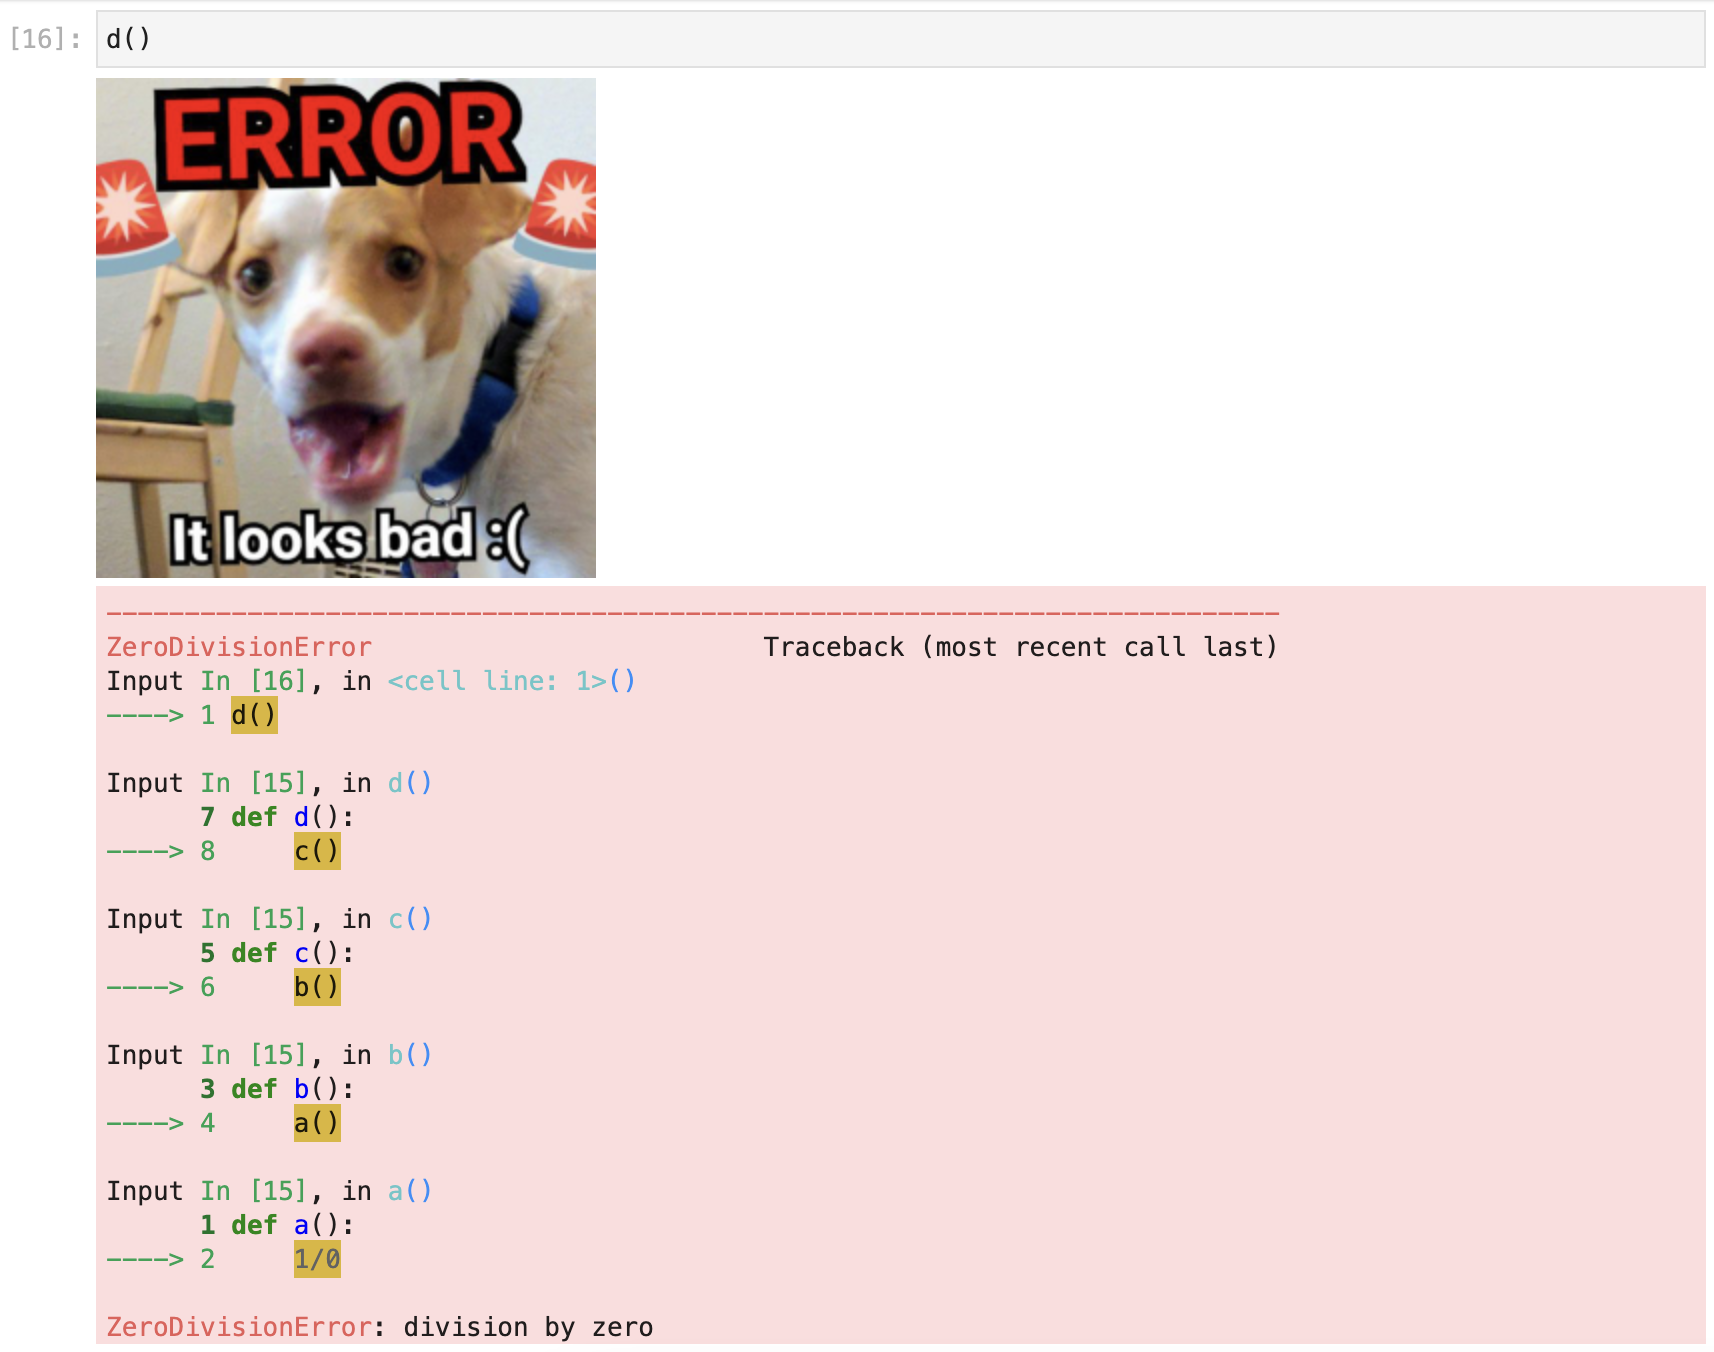 [16]: d()
ERROR
It looks bad :(
---------------------------------------------------------------------------
ZeroDivisionError                         Traceback (most recent call last)
Input In [16], in <cell line: 1>()
----> 1 d()
Input In [15], in d()
      7 def d():
----> 8     c()
Input In [15], in c()
      5 def c():
----> 6     b()
Input In [15], in b()
      3 def b():
----> 4     a()
Input In [15], in a()
      1 def a():
----> 2     1/0
ZeroDivisionError: division by zero